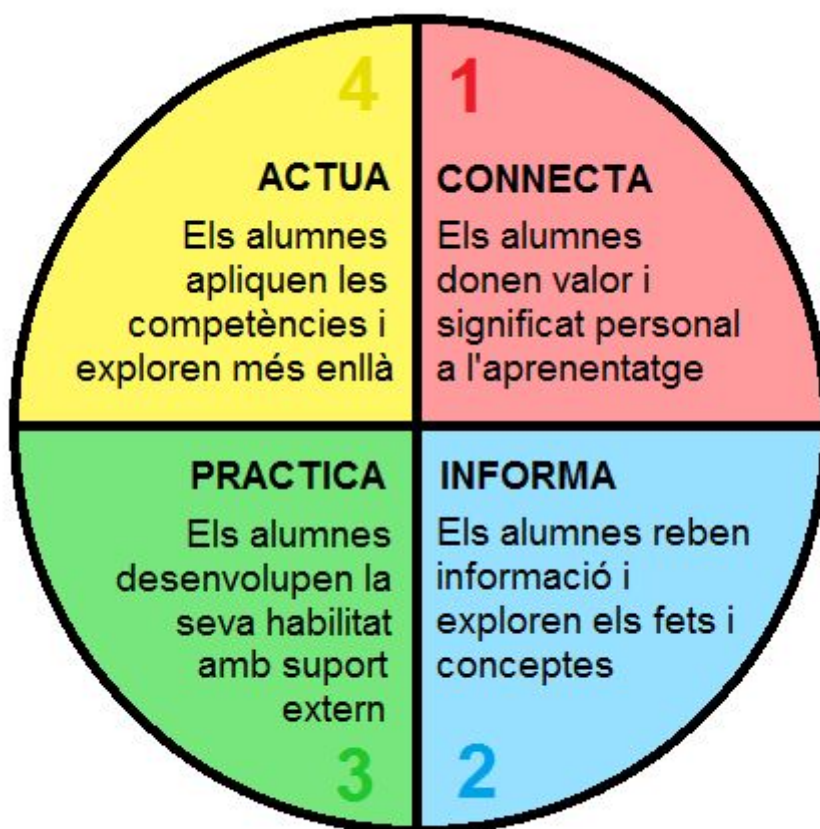 4
ACTUA
Els alumnes
apliquen les
competències i
exploren més enllà
1
CONNECTA
Els alumnes
donen valor i
significat personal
a l'aprenentatge
PRACTICA
Els alumnes
desenvolupen la
seva habilitat
amb suport
extern
3
INFORMA
Els alumnes reben
informació i
exploren els fets i
conceptes
2